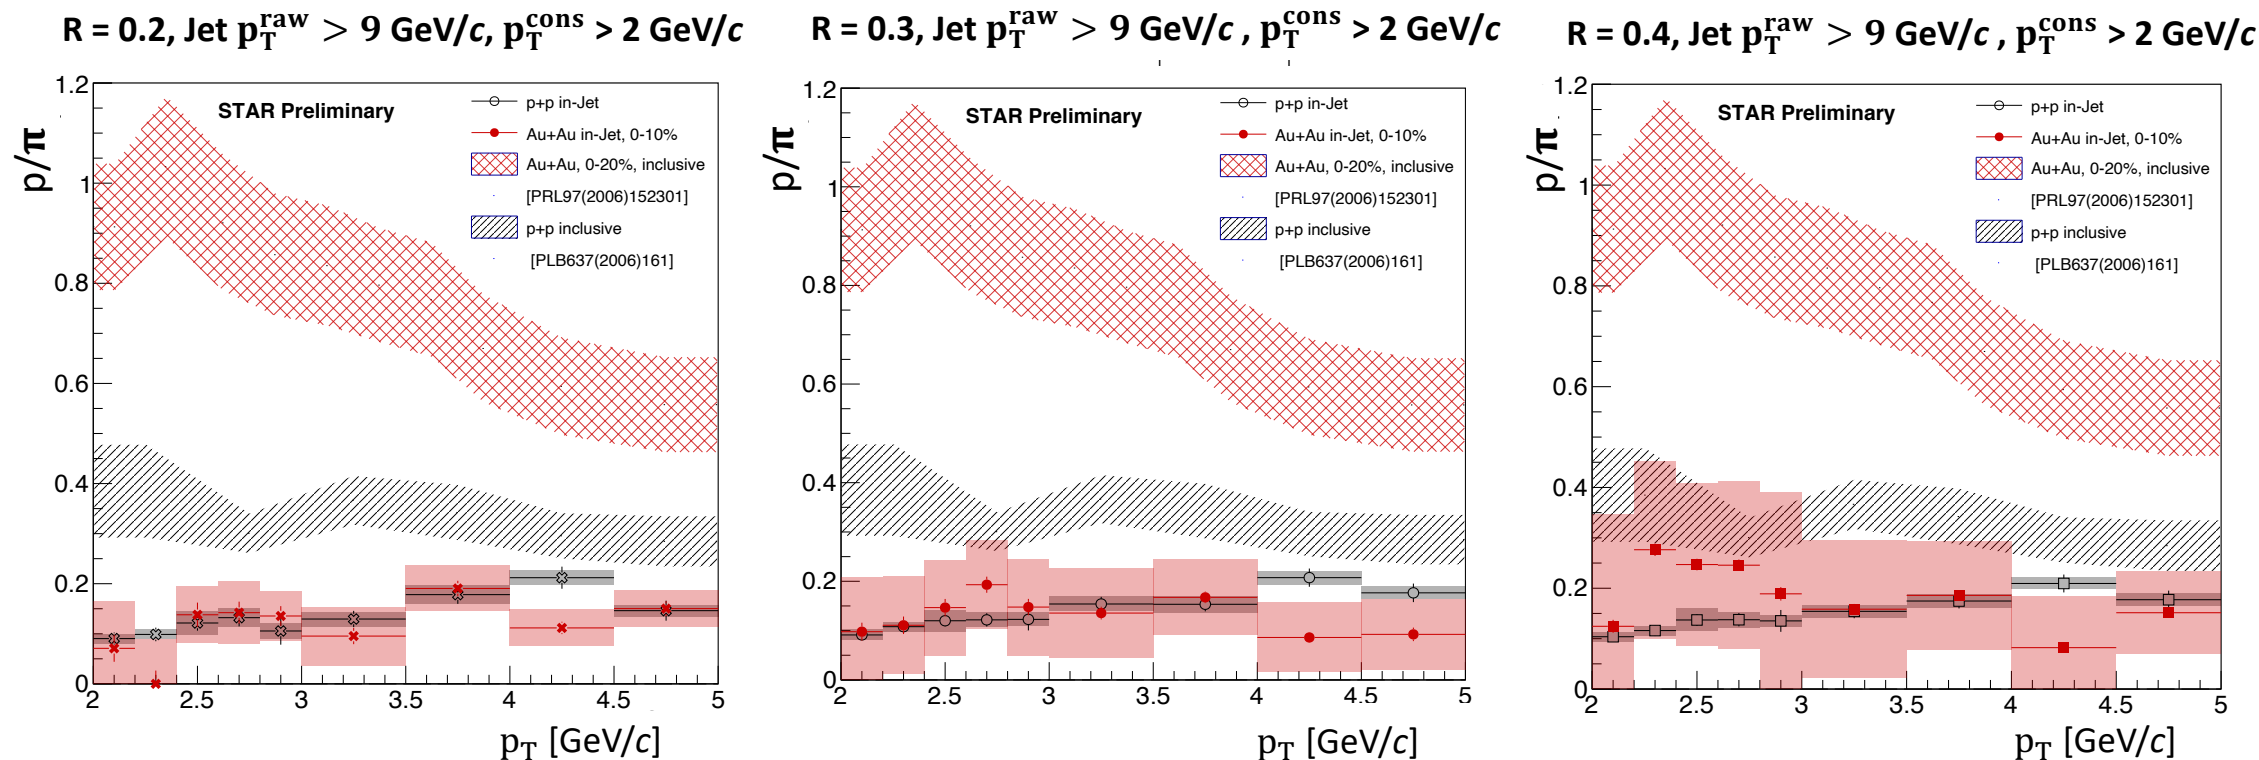 R = 0.2, Jet p_T^raw > 9 GeV/c, p_T^cons > 2 GeV/c
STAR Preliminary
p+p in-Jet
Au+Au in-Jet, 0-10%
Au+Au, 0-20%, inclusive
[PRL97(2006)152301]
p+p inclusive
[PLB637(2006)161]
p/π
1.2
1
0.8
0.6
0.4
0.2
0
2 2.5 3 3.5 4 4.5 5
p_T [GeV/c]
R = 0.3, Jet p_T^raw > 9 GeV/c , p_T^cons > 2 GeV/c
STAR Preliminary
p+p in-Jet
Au+Au in-Jet, 0-10%
Au+Au, 0-20%, inclusive
[PRL97(2006)152301]
p+p inclusive
[PLB637(2006)161]
p/π
1.2
1
0.8
0.6
0.4
0.2
0
2 2.5 3 3.5 4 4.5 5
p_T [GeV/c]
R = 0.4, Jet p_T^raw > 9 GeV/c , p_T^cons > 2 GeV/c
STAR Preliminary
p+p in-Jet
Au+Au in-Jet, 0-10%
Au+Au, 0-20%, inclusive
[PRL97(2006)152301]
p+p inclusive
[PLB637(2006)161]
p/π
1.2
1
0.8
0.6
0.4
0.2
0
2 2.5 3 3.5 4 4.5 5
p_T [GeV/c]